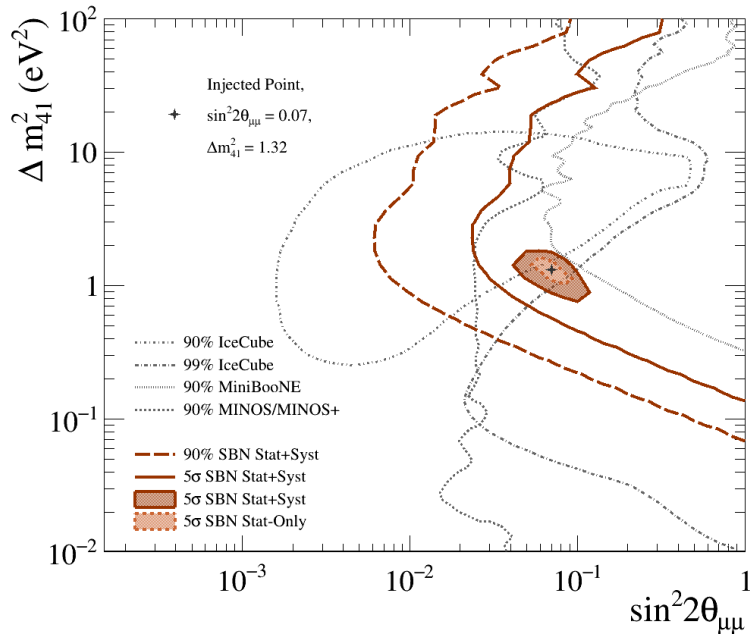 Δ m²₄₁ (eV²)
10²
10
1
10⁻¹
10⁻²
Injected Point,
sin²2θμμ = 0.07,
Δm²₄₁ = 1.32
90% IceCube
99% IceCube
90% MiniBooNE
90% MINOS/MINOS+
90% SBN Stat+Syst
5σ SBN Stat+Syst
5σ SBN Stat+Syst
5σ SBN Stat-Only
10⁻³
10⁻²
10⁻¹
1
sin²2θμμ